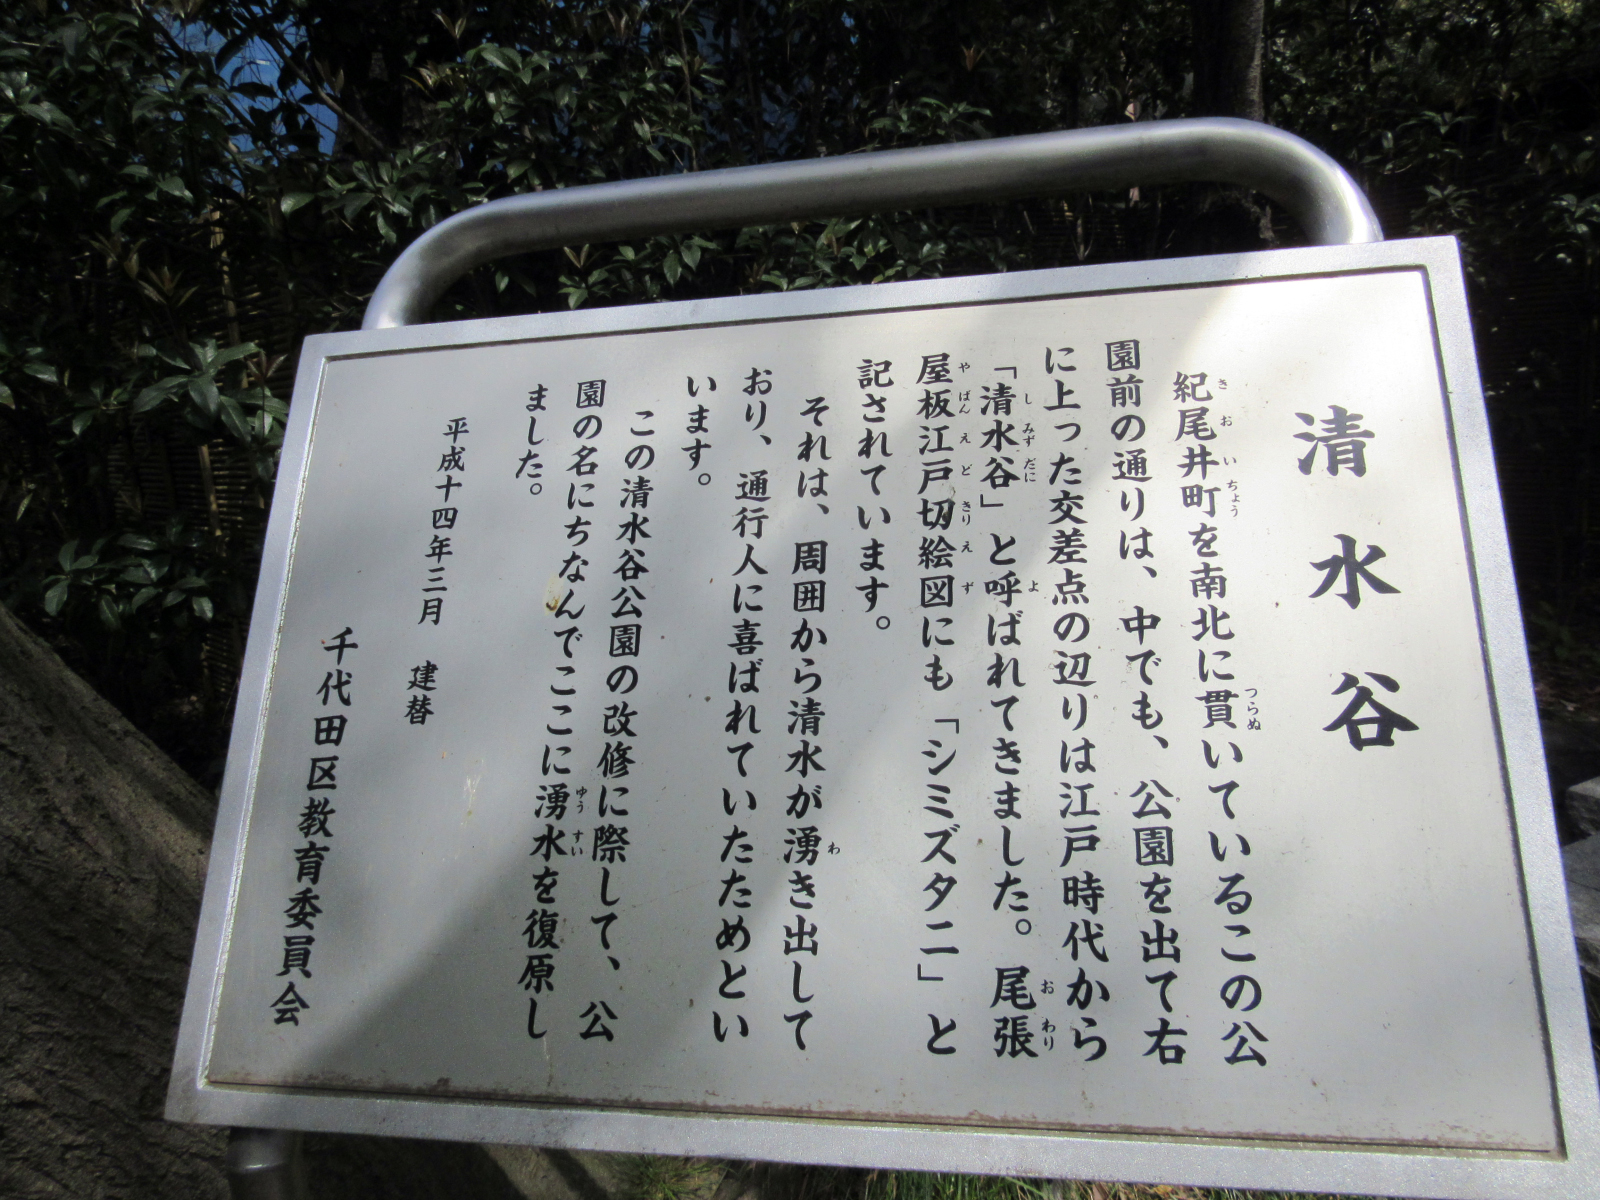 清水谷
紀尾井町を南北に貫いているこの公
園前の通りは、中でも、公園を出て右
に上った交差点の辺りは江戸時代から
「清水谷」と呼ばれてきました。尾張
屋板江戸切絵図にも「シミズタニ」と
記されています。
それは、周囲から清水が湧き出して
おり、通行人に喜ばれていたためとい
います。
この清水谷公園の改修に際して、公
園の名にちなんでここに湧水を復原し
ました。
平成十四年三月 建替
千代田区教育委員会